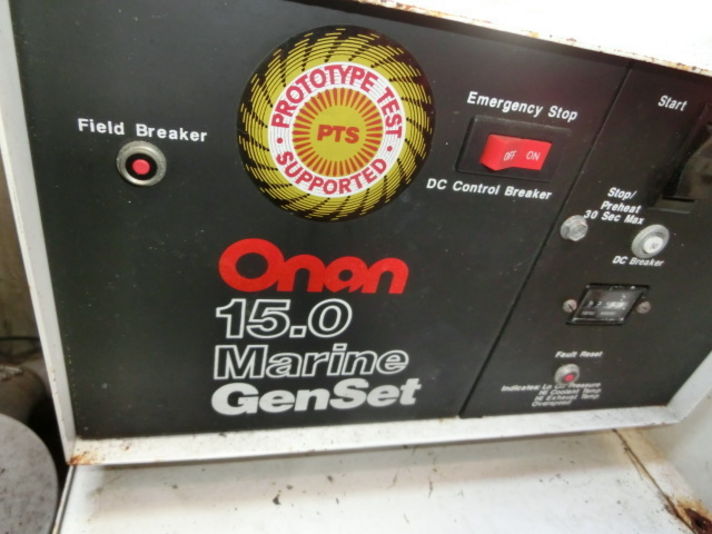 Field Breaker
PROTOTYPE TEST
PTS
• SUPPORTED •
Emergency Stop
OFF ON
DC Control Breaker
Onan
15.0
Marine
GenSet
Start
Stop/
Preheat
30 Sec Max
DC Breaker
Fault Reset
Indicates: Lo Oil Pressure
Hi Coolant Temp
Hi Exhaust Temp
Overspeed